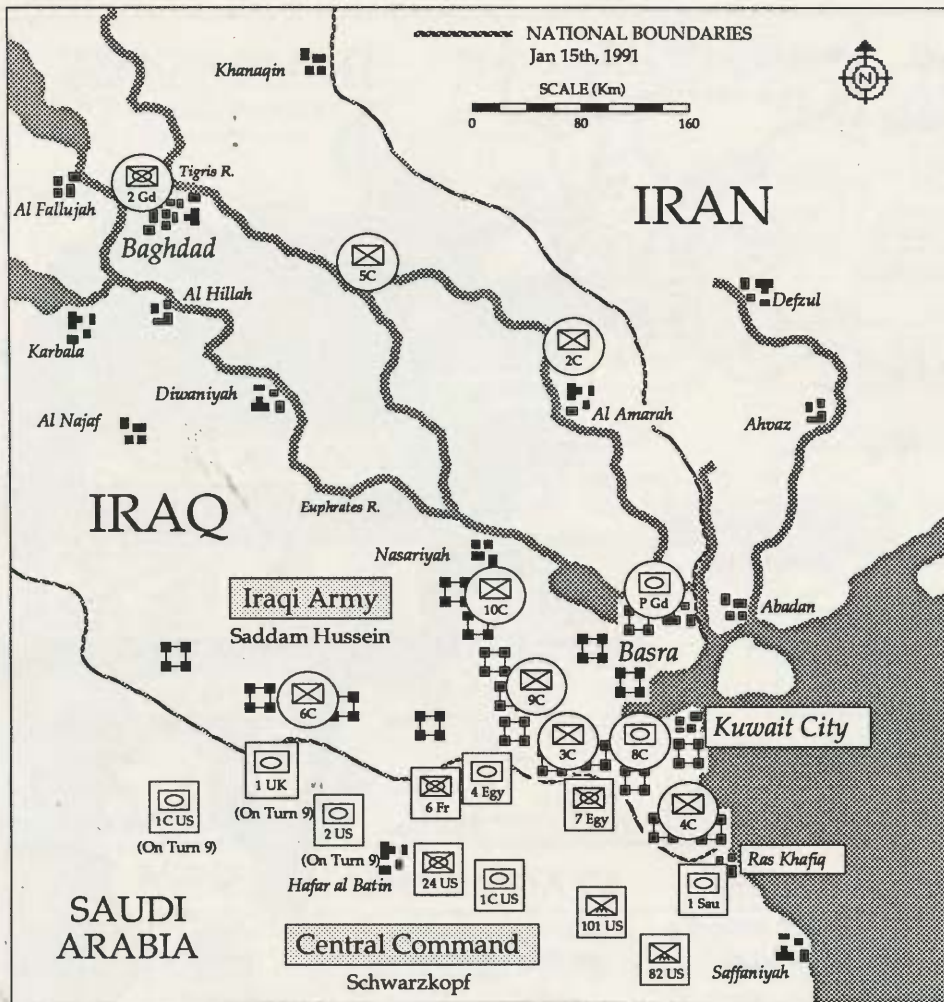 NATIONAL BOUNDARIES
Jan 15th, 1991
SCALE (Km)
0 80 160
Khanaqin
Tigris R.
2 Gd
Al Fallujah
Baghdad
IRAN
5C
Al Hillah
Defzul
Karbala
2C
Diwaniyah
Al Amarah
Al Najaf
Ahvaz
IRAQ
Euphrates R.
Nasariyah
10C
P Gd
Abadan
Iraqi Army
Saddam Hussein
Basra
6C
9C
Kuwait City
3C
8C
1 UK
(On Turn 9)
1C US
(On Turn 9)
2 US
(On Turn 9)
6 Fr
4 Egy
7 Egy
4C
Hafar al Batin
24 US
1C US
Ras Khafiq
1 Sau
101 US
SAUDI
ARABIA
Central Command
Schwarzkopf
82 US
Saffaniyah